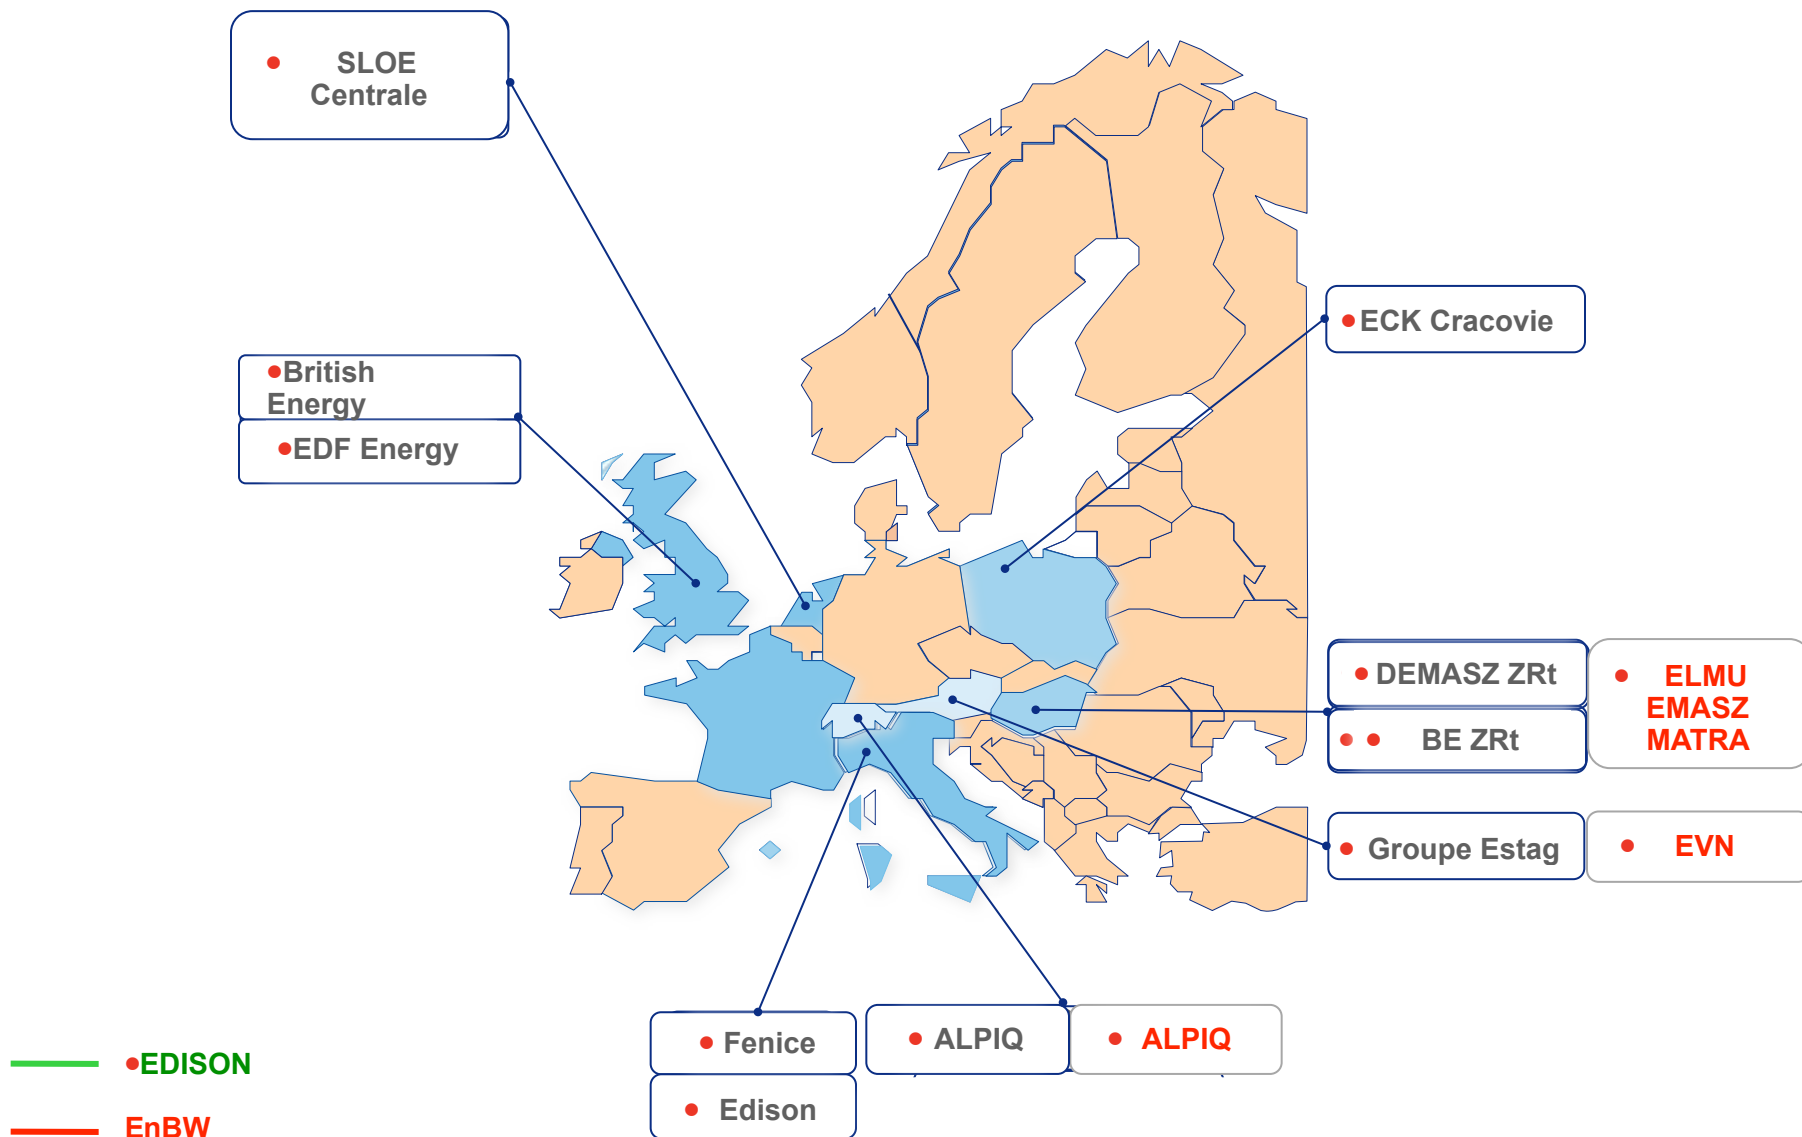 SLOE
Centrale
ECK Cracovie
British
Energy
EDF Energy
DEMASZ ZRt
BE ZRt
ELMU
EMASZ
MATRA
Groupe Estag
EVN
Fenice
Edison
ALPIQ
ALPIQ
EDISON
EnBW